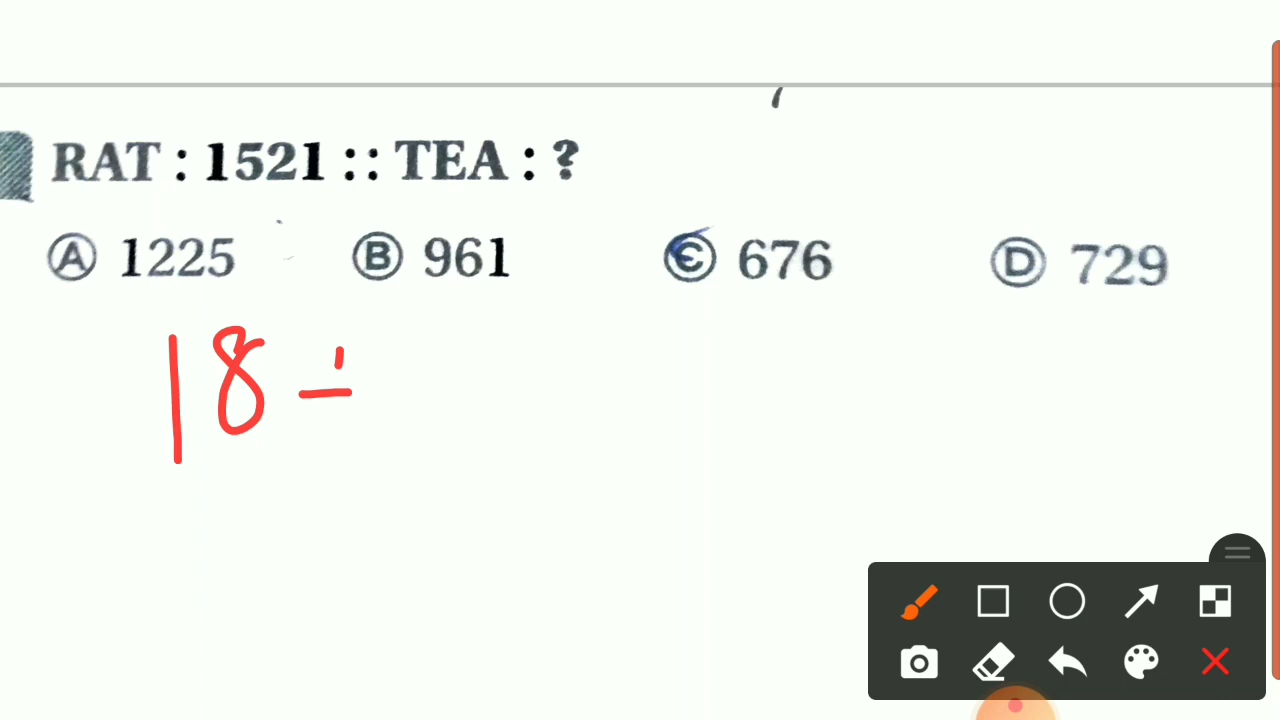 RAT : 1521 :: TEA : ?
Ⓐ 1225 Ⓑ 961 Ⓒ 676 Ⓓ 729
18 ÷